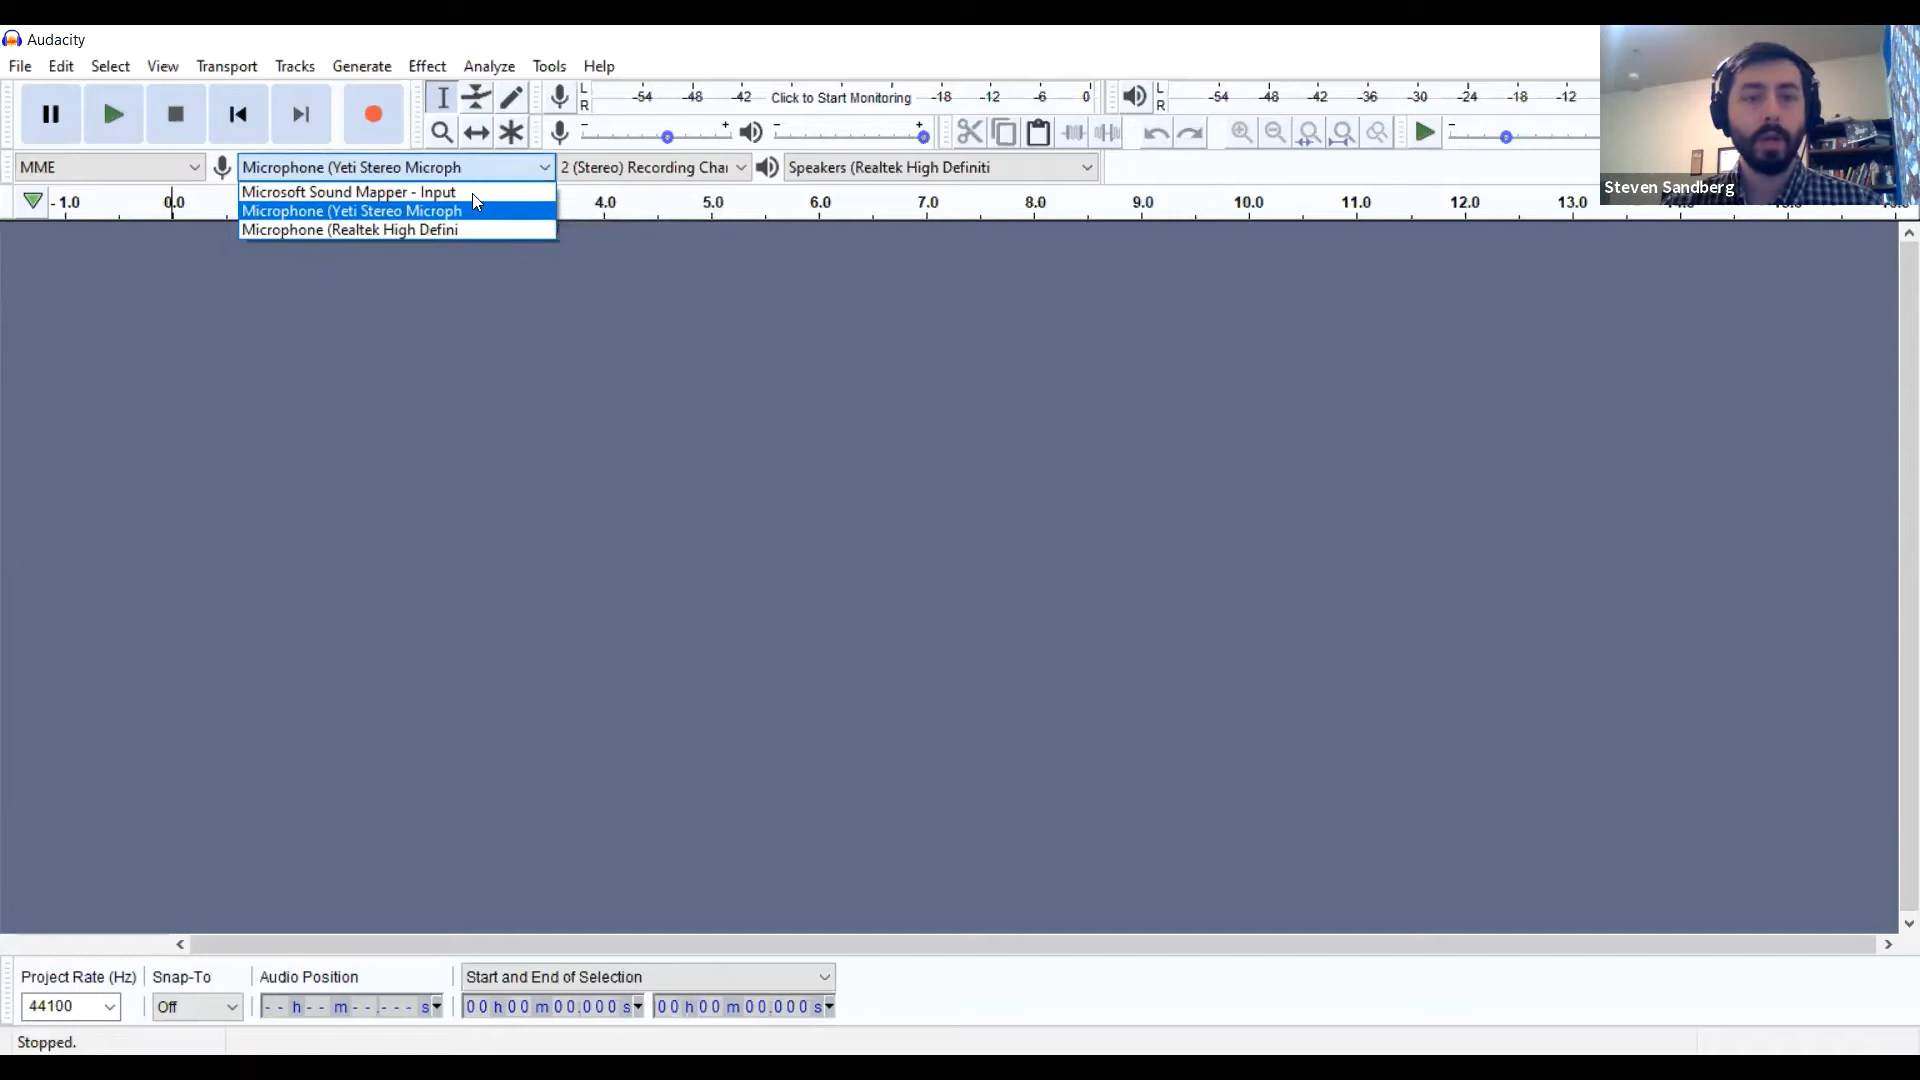 Audacity
File Edit Select View Transport Tracks Generate Effect Analyze Tools Help
L R -54 -48 -42 Click to Start Monitoring -18 -12 -6 0 L R -54 -48 -42 -36 -30 -24 -18 -12
- + - + -
MME Microphone (Yeti Stereo Microph 2 (Stereo) Recording Chai Speakers (Realtek High Definiti
Steven Sandberg
Microsoft Sound Mapper - Input
-1.0 0.0 4.0 5.0 6.0 7.0 8.0 9.0 10.0 11.0 12.0 13.0
Microphone (Yeti Stereo Microph
Microphone (Realtek High Defini
Project Rate (Hz) Snap-To Audio Position Start and End of Selection
44100 Off - - h - - m - - . - - - s 00 h 00 m 00.000 s 00 h 00 m 00.000 s
Stopped.